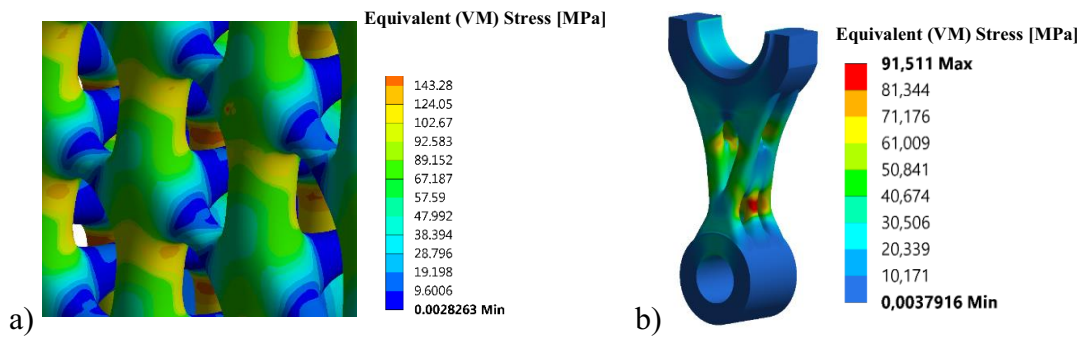 Equivalent (VM) Stress [MPa]
143.28
124.05
102.67
92.583
89.152
67.187
57.59
47.992
38.394
28.796
19.198
9.6006
0.0028263 Min
a)
Equivalent (VM) Stress [MPa]
91,511 Max
81,344
71,176
61,009
50,841
40,674
30,506
20,339
10,171
0,0037916 Min
b)